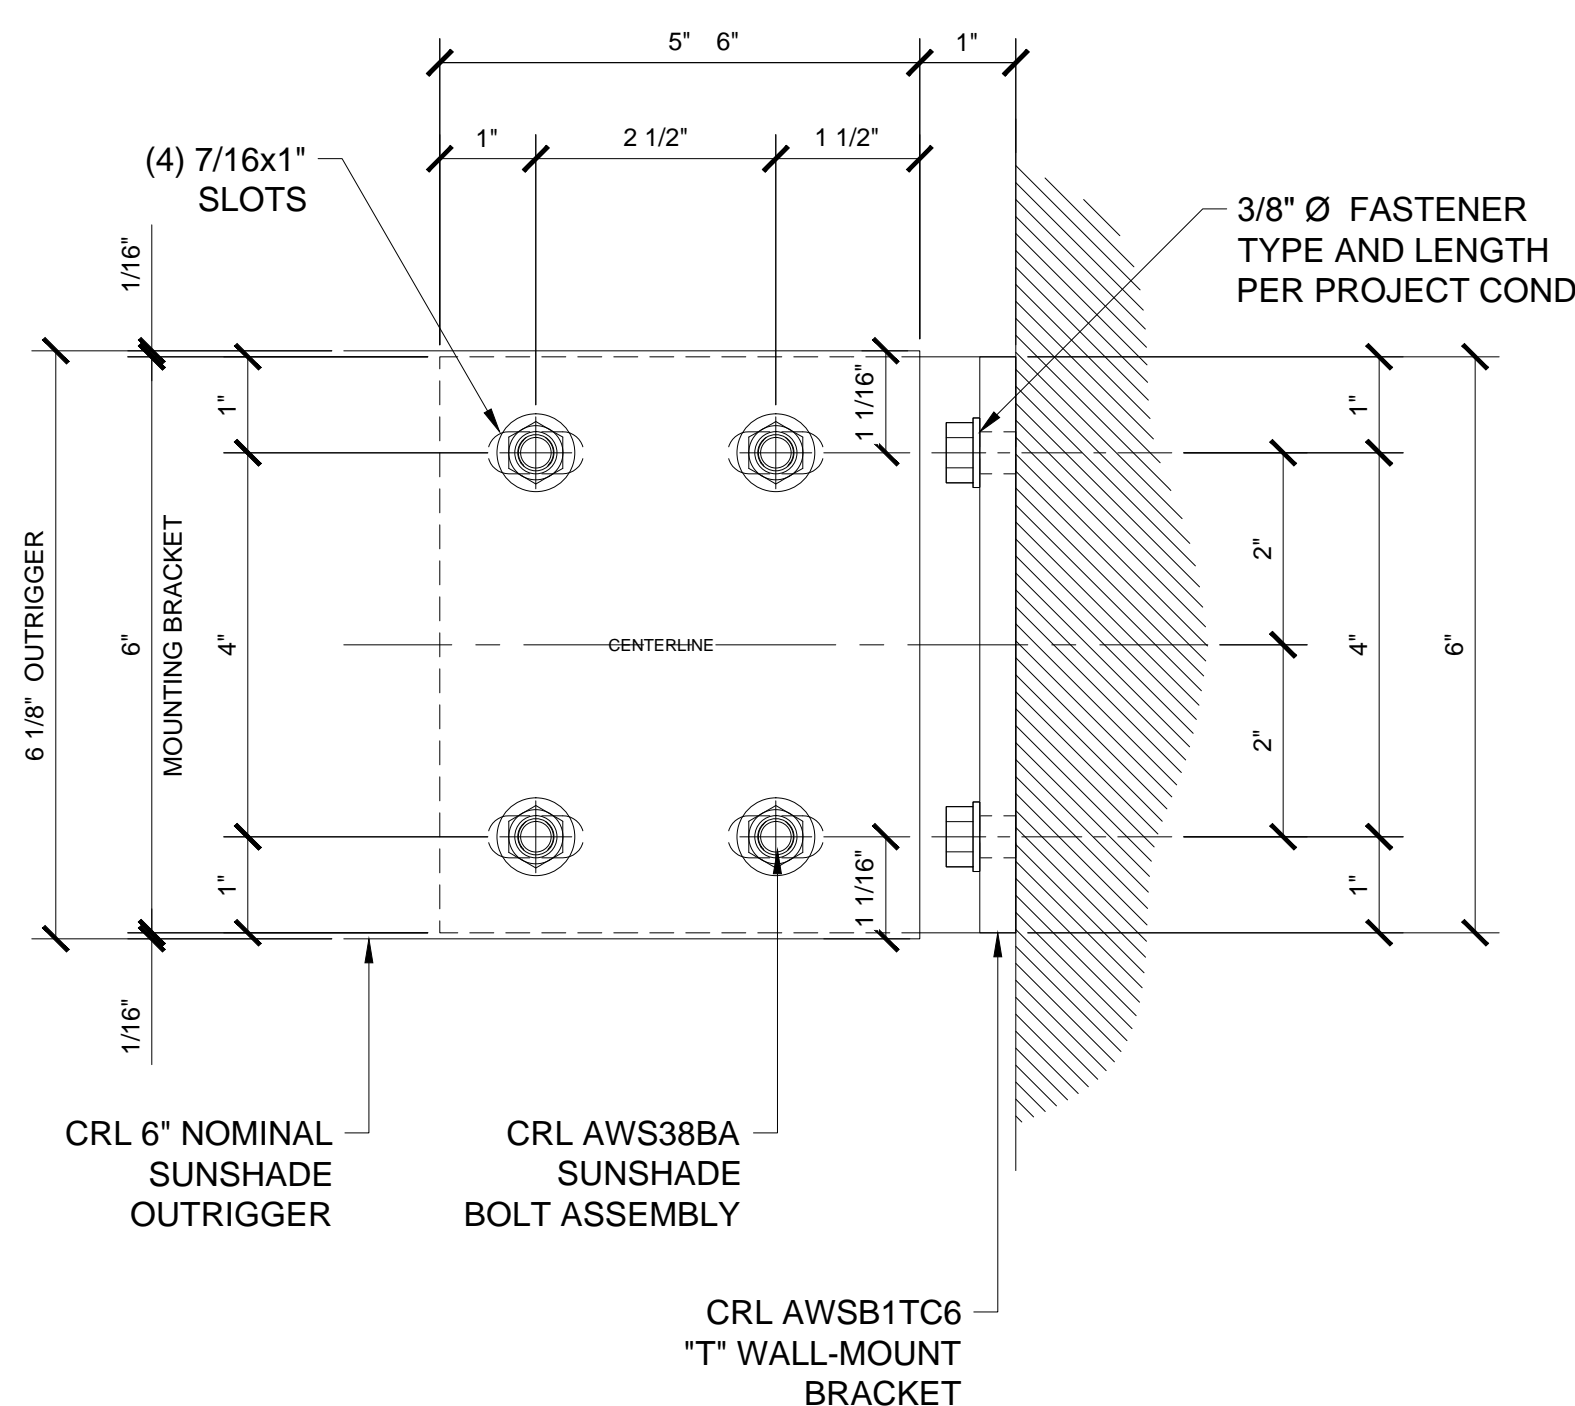 5" 6"
1"
1"
2 1/2"
1 1/2"
(4) 7/16x1"
SLOTS
3/8" Ø FASTENER
TYPE AND LENGTH
PER PROJECT COND
1/16"
1"
1 1/16"
1"
6 1/8" OUTRIGGER
6"
MOUNTING BRACKET
4"
CENTERLINE
2"
2"
4"
6"
1"
1 1/16"
1"
1/16"
CRL 6" NOMINAL
SUNSHADE
OUTRIGGER
CRL AWS38BA
SUNSHADE
BOLT ASSEMBLY
CRL AWSB1TC6
"T" WALL-MOUNT
BRACKET